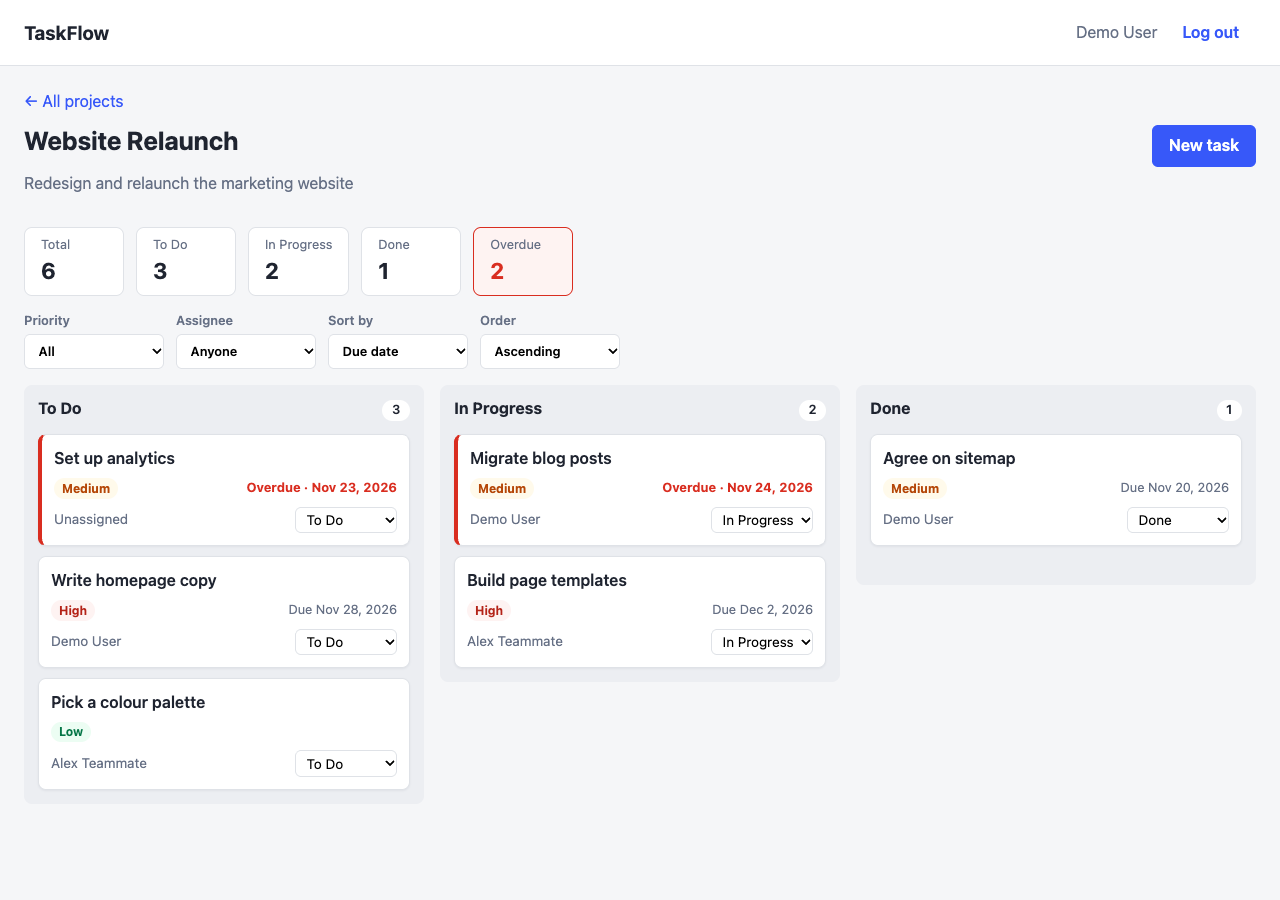 TaskFlow
Demo User
Log out
← All projects
Website Relaunch
New task
Redesign and relaunch the marketing website
Total
6
To Do
3
In Progress
2
Done
1
Overdue
2
Priority
All
Assignee
Anyone
Sort by
Due date
Order
Ascending
To Do
3
Set up analytics
Medium
Overdue · Nov 23, 2026
Unassigned
To Do
Write homepage copy
High
Due Nov 28, 2026
Demo User
To Do
Pick a colour palette
Low
Alex Teammate
To Do
In Progress
2
Migrate blog posts
Medium
Overdue · Nov 24, 2026
Demo User
In Progress
Build page templates
High
Due Dec 2, 2026
Alex Teammate
In Progress
Done
1
Agree on sitemap
Medium
Due Nov 20, 2026
Demo User
Done